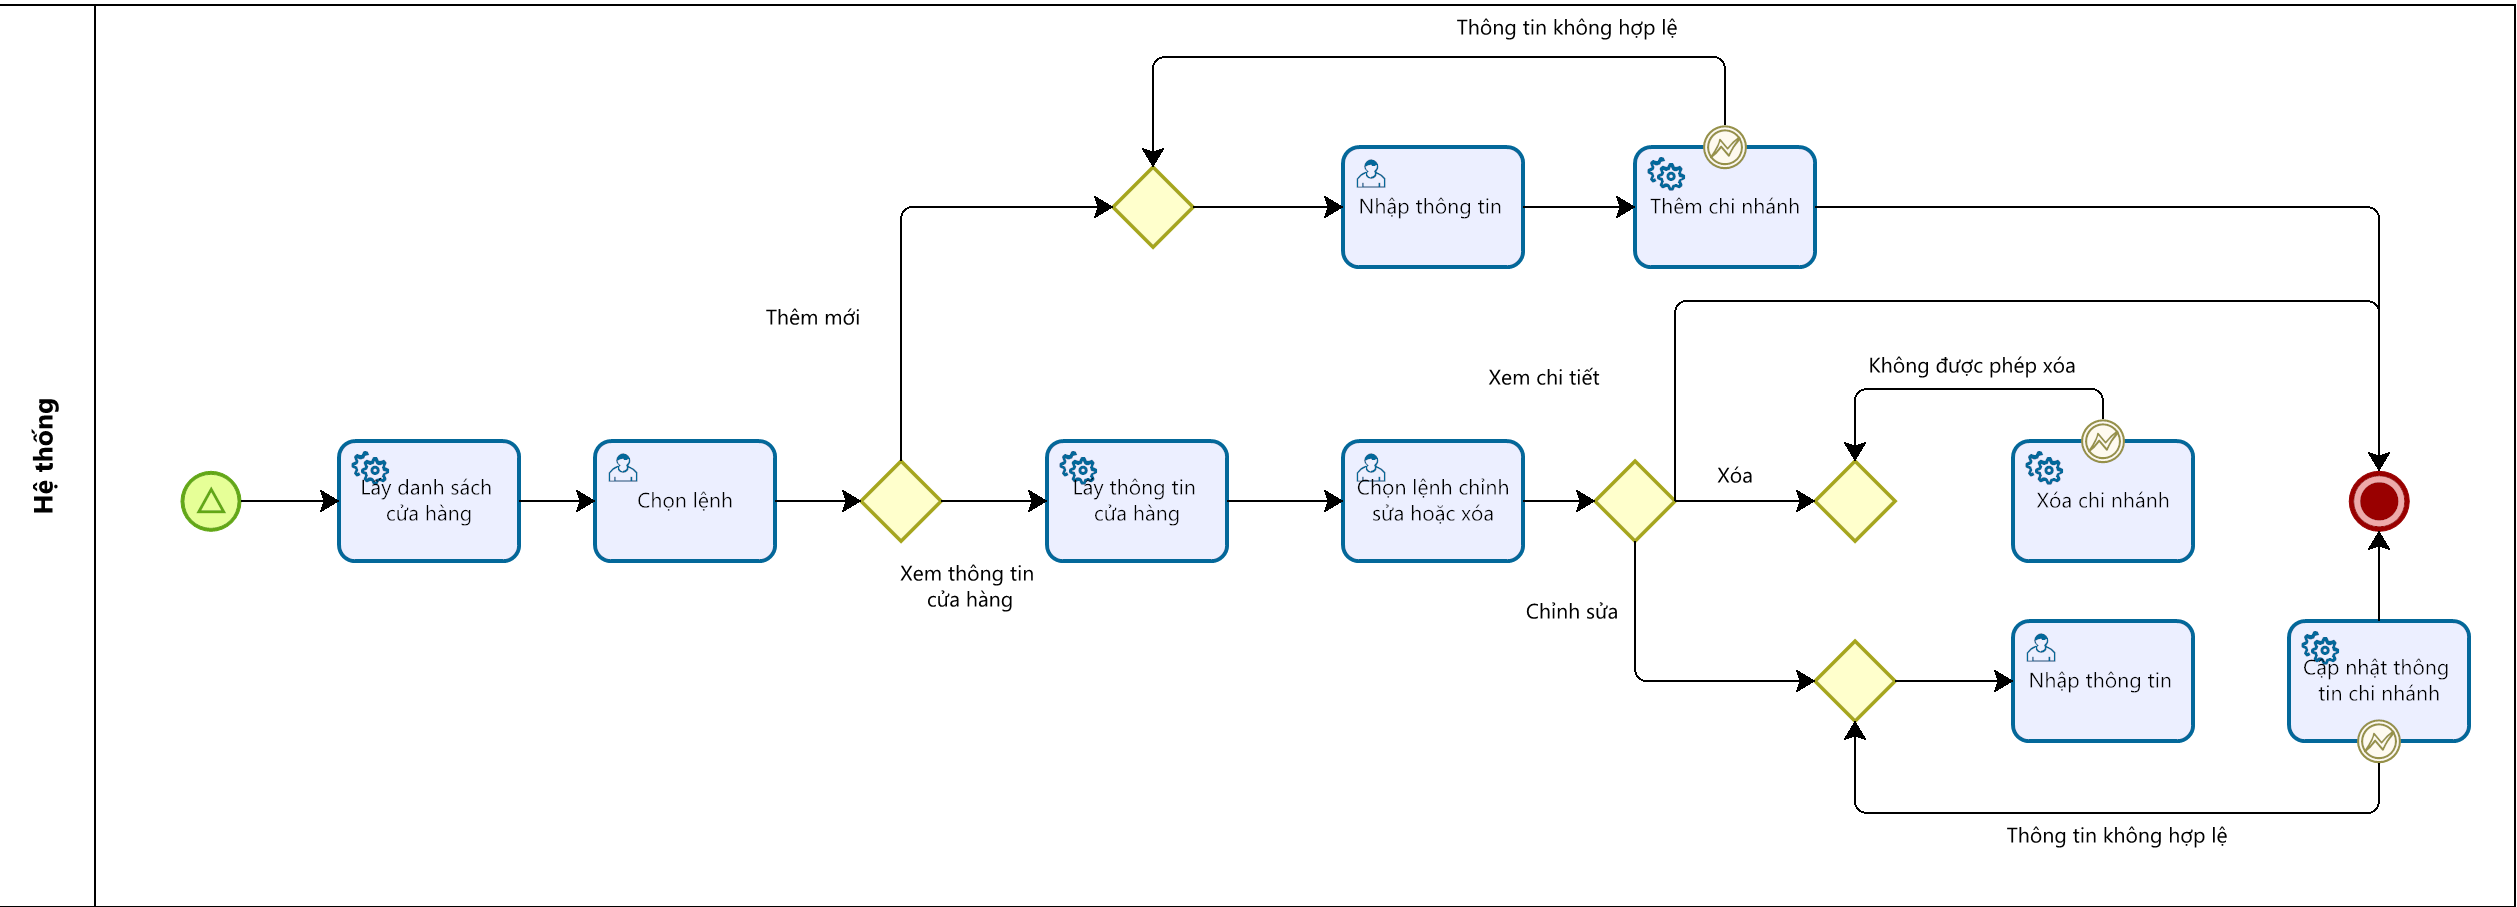 Hệ thống
Thông tin không hợp lệ
Nhập thông tin
Thêm chi nhánh
Thêm mới
Xem chi tiết
Không được phép xóa
Lấy danh sách
cửa hàng
Chọn lệnh
Xem thông tin
cửa hàng
Lấy thông tin
cửa hàng
Chọn lệnh chỉnh
sửa hoặc xóa
Xóa
Xóa chi nhánh
Chỉnh sửa
Nhập thông tin
Cập nhật thông
tin chi nhánh
Thông tin không hợp lệ